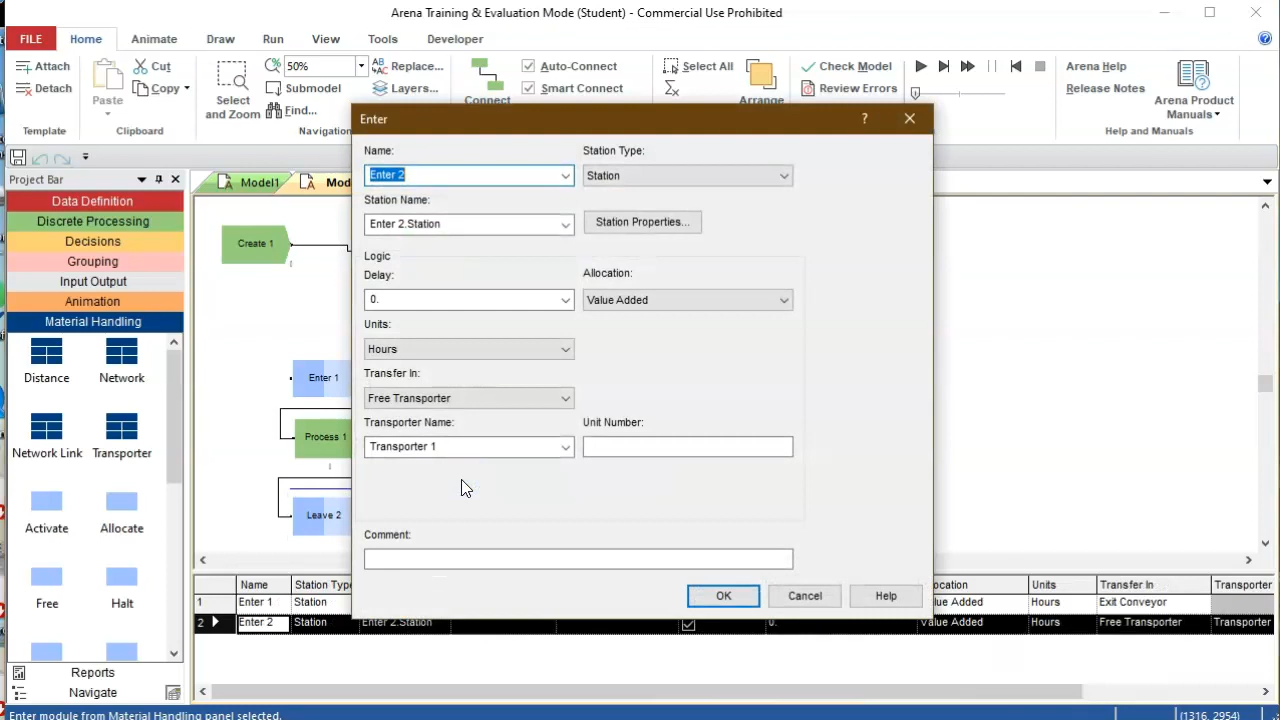 Arena Training & Evaluation Mode (Student) - Commercial Use Prohibited
FILE Home Animate Draw Run View Tools Developer
Attach
Detach
Template
Paste
Cut
Copy
Clipboard
Select and Zoom
50%
Submodel
Find...
Navigation
Replace...
Layers...
Connect
Auto-Connect
Smart Connect
Select All
Arrange
Check Model
Review Errors
Arena Help
Release Notes
Arena Product Manuals
Help and Manuals
Project Bar
Data Definition
Discrete Processing
Decisions
Grouping
Input Output
Animation
Material Handling
Distance Network
Network Link Transporter
Activate Allocate
Free Halt
Reports
Navigate
Model1
Mod
Create 1
Enter 1
Process 1
Leave 2
Enter
?
Name:
Enter 2
Station Type:
Station
Station Name:
Enter 2.Station
Station Properties...
Logic
Delay:
0.
Allocation:
Value Added
Units:
Hours
Transfer In:
Free Transporter
Transporter Name:
Transporter 1
Unit Number:
Comment:
OK Cancel Help
Name Station Type ocation Units Transfer In Transporter
1 Enter 1 Station alue Added Hours Exit Conveyor
2 Enter 2 Station Enter 2.Station 0. Value Added Hours Free Transporter Transporter
Enter module from Material Handling panel selected.
(1316, 2954)